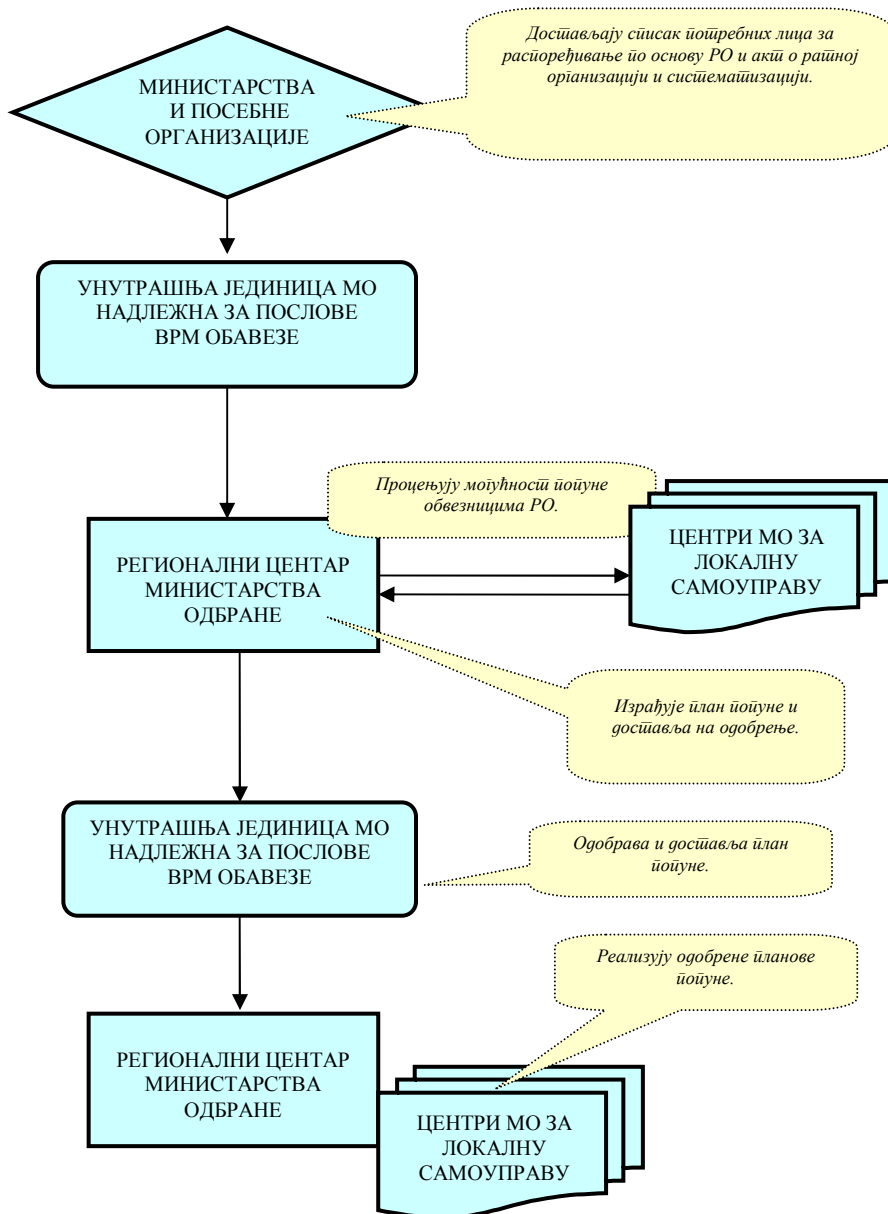 Достављају списак потребних лица за
распоређивање по основу РО и акт о ратној
организацији и систематизацији.
МИНИСТАРСТВА
И ПОСЕБНЕ
ОРГАНИЗАЦИЈЕ
УНУТРАШЊА ЈЕДИНИЦА МО
НАДЛЕЖНА ЗА ПОСЛОВЕ
ВРМ ОБАВЕЗЕ
Процењују могућност попуне
обвезницима РО.
ЦЕНТРИ МО ЗА
ЛОКАЛНУ
САМОУПРАВУ
РЕГИОНАЛНИ ЦЕНТАР
МИНИСТАРСТВА
ОДБРАНЕ
Израђује план попуне и
доставља на одобрење.
УНУТРАШЊА ЈЕДИНИЦА МО
НАДЛЕЖНА ЗА ПОСЛОВЕ
ВРМ ОБАВЕЗЕ
Одобрава и доставља план
попуне.
Реализују одобрене планове
попуне.
РЕГИОНАЛНИ ЦЕНТАР
МИНИСТАРСТВА
ОДБРАНЕ
ЦЕНТРИ МО ЗА
ЛОКАЛНУ
САМОУПРАВУ